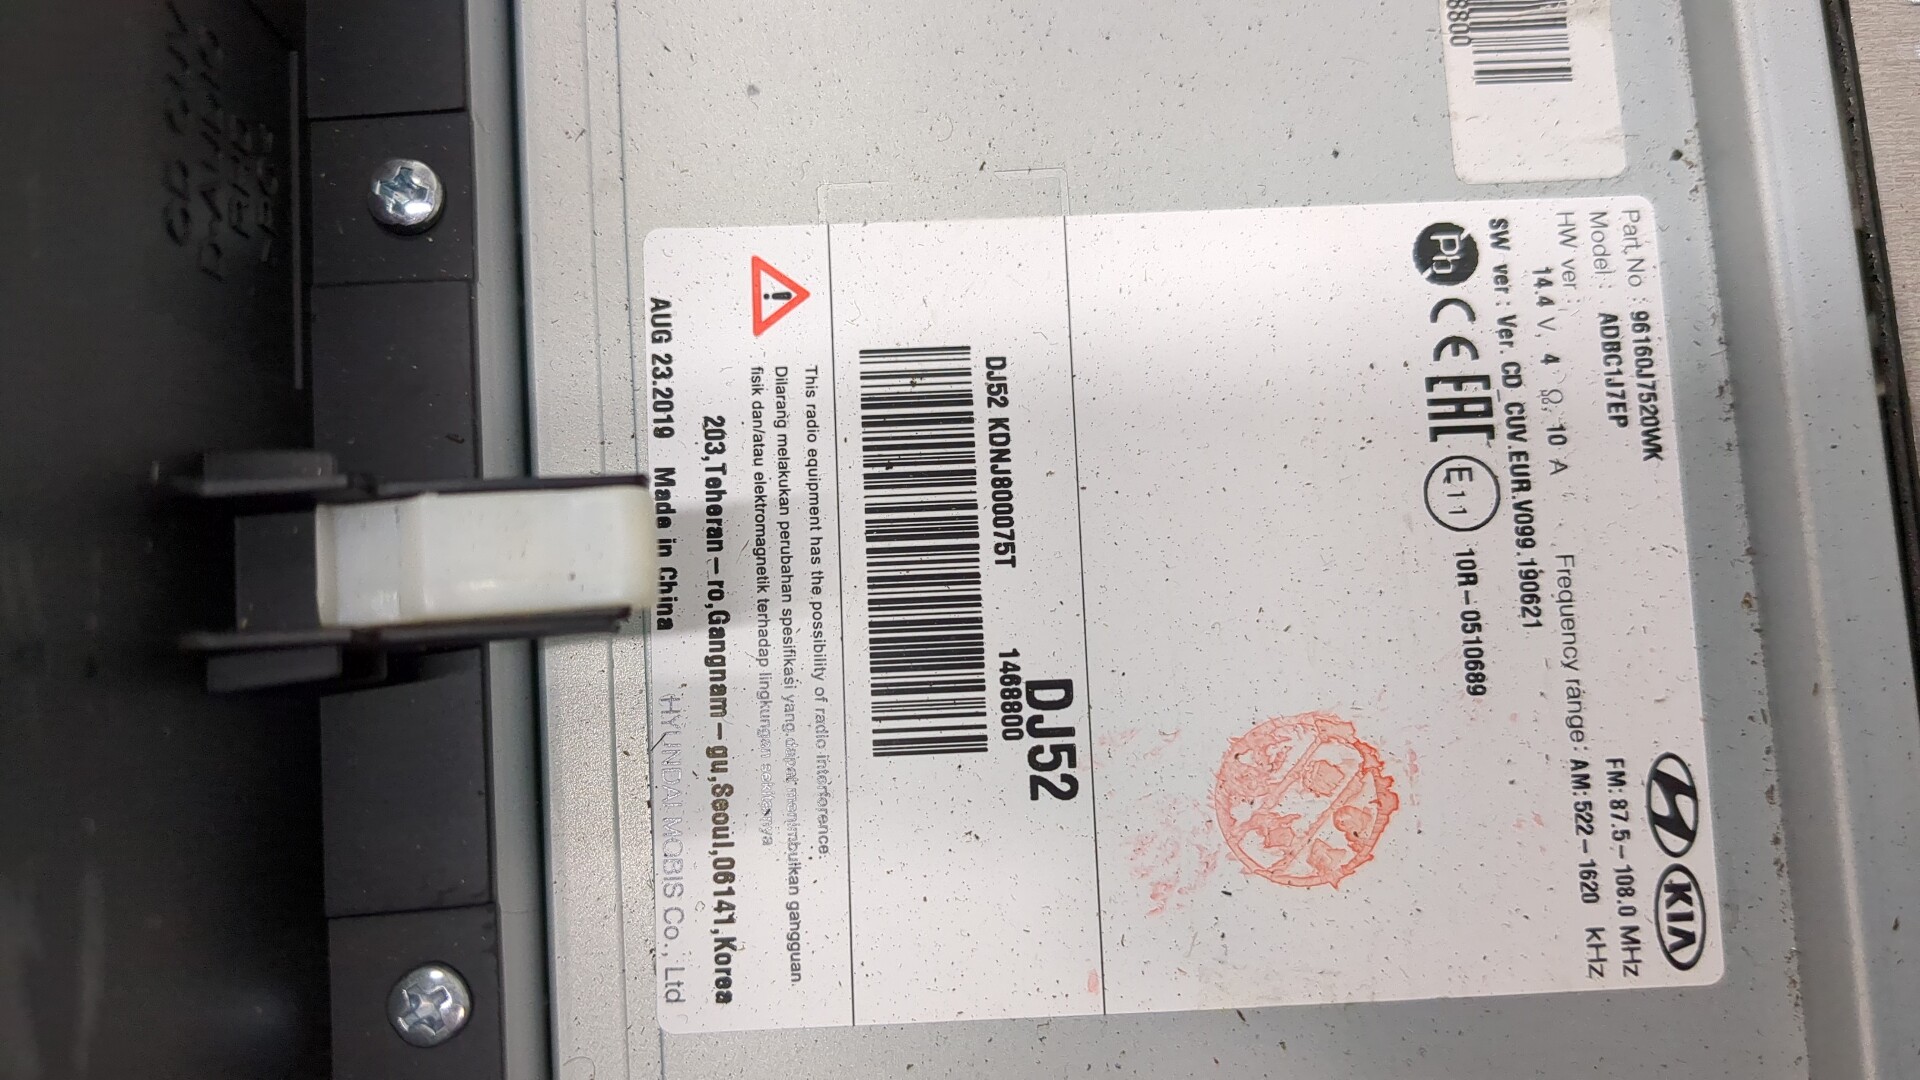 8800
KIA
Part No : 96160J7520WK
Model : ADBC1J7EP
FM: 87.5-108.0 MHz
HW ver :
Frequency range : AM: 522-1620 kHz
14.4 V, 4 Ω, 10 A
SW ver : Ver. CD_CUV.EUR.V099.190621
Pb CE EAC E11 10R-0510689
DJ52
DJ52 KDNJ800075T 1468800
This radio equipment has the possibility of radio interference.
Dilarang melakukan perubahan spesifikasi yang dapat menimbulkan gangguan
fisik dan/atau elektromagnetik terhadap lingkungan sekitarnya
203,Teheran-ro,Gangnam-gu,Seoul,06141,Korea
AUG 23.2019 Made in China HYUNDAI MOBIS Co., Ltd